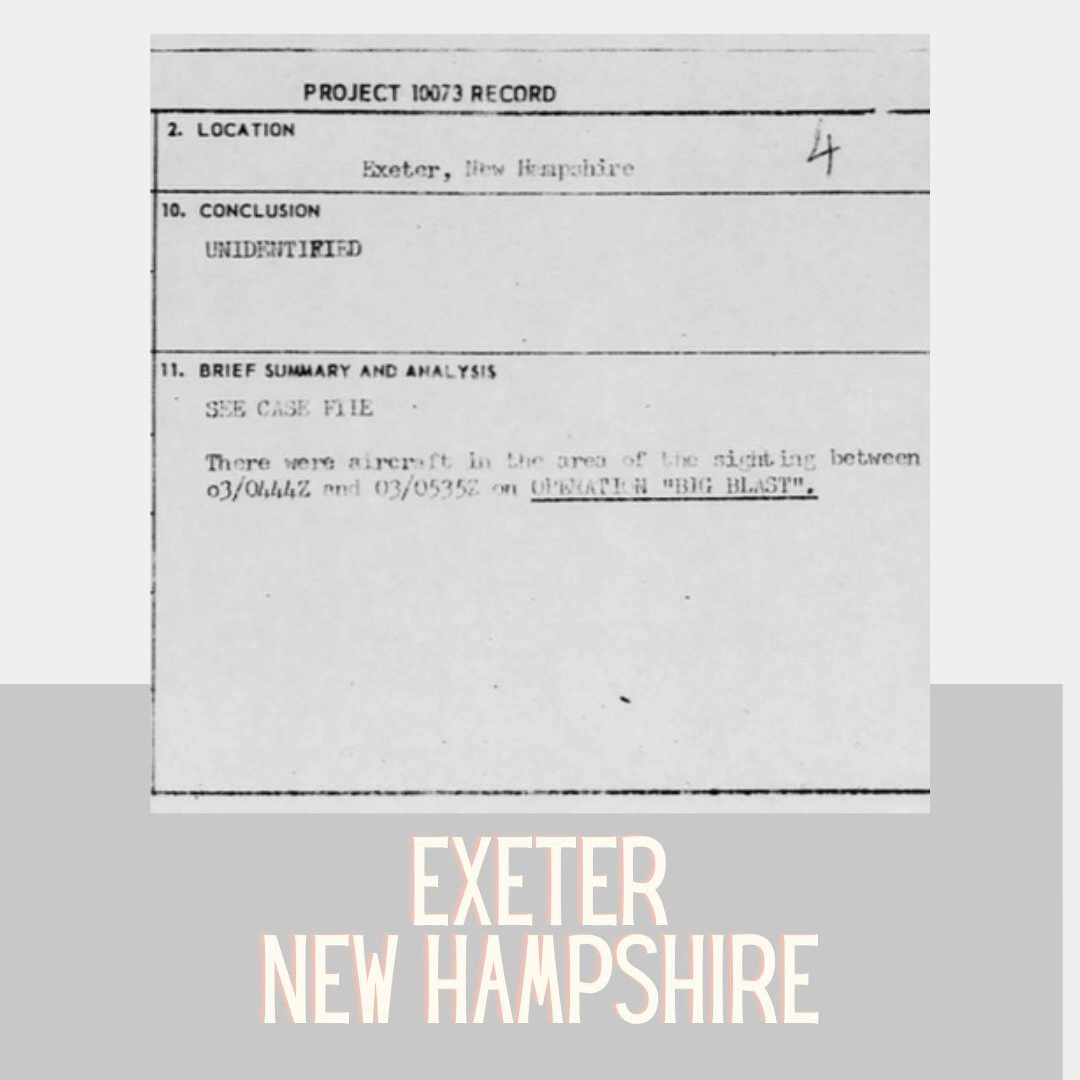 PROJECT 10073 RECORD
2. LOCATION
4
Exeter, New Hampshire
10. CONCLUSION
UNIDENTIFIED
11. BRIEF SUMMARY AND ANALYSIS
SEE CASE FILE
There were aircraft in the area of the sighting between
03/0444Z and 03/0535Z on OPERATION "BIG BLAST".
EXETER
NEW HAMPSHIRE